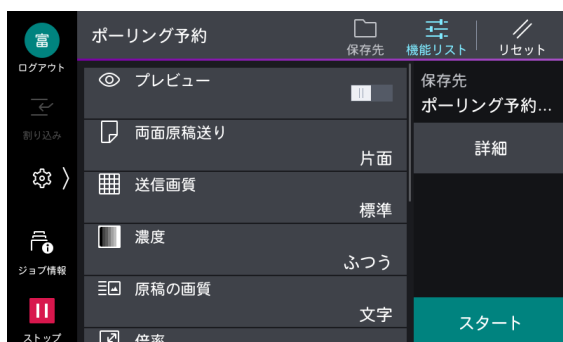 富
ログアウト
割り込み
ジョブ情報
ストップ
ポーリング予約
保存先
機能リスト
リセット
プレビュー
両面原稿送り
片面
送信画質
標準
濃度
ふつう
原稿の画質
文字
倍率
保存先
ポーリング予約...
詳細
スタート